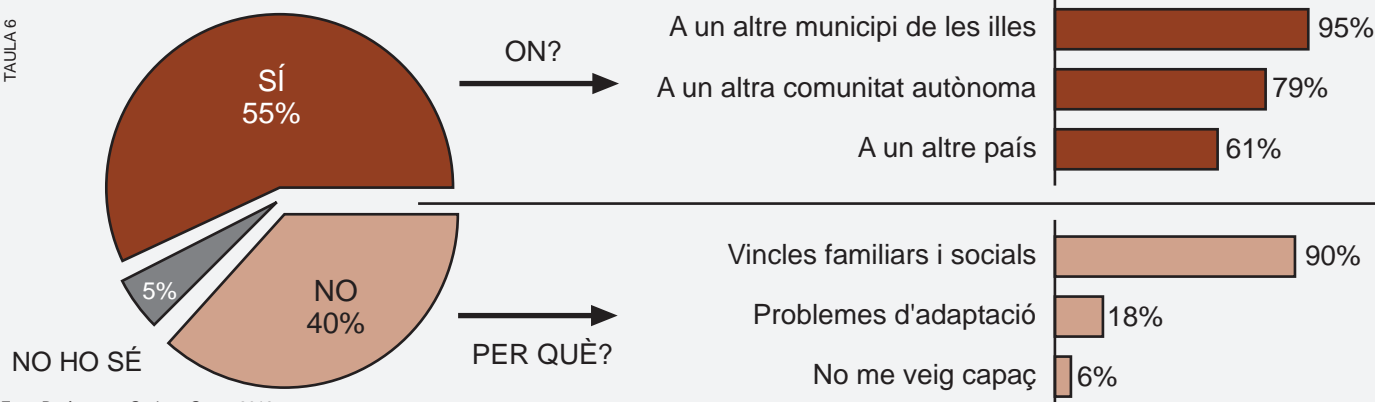 TAULA 6
SÍ
55%
ON?
A un altre municipi de les illes
95%
A un altra comunitat autònoma
79%
A un altre país
61%
5%
NO HO SÉ
NO
40%
PER QUÈ?
Vincles familiars i socials
90%
Problemes d'adaptació
18%
No me veig capaç
6%